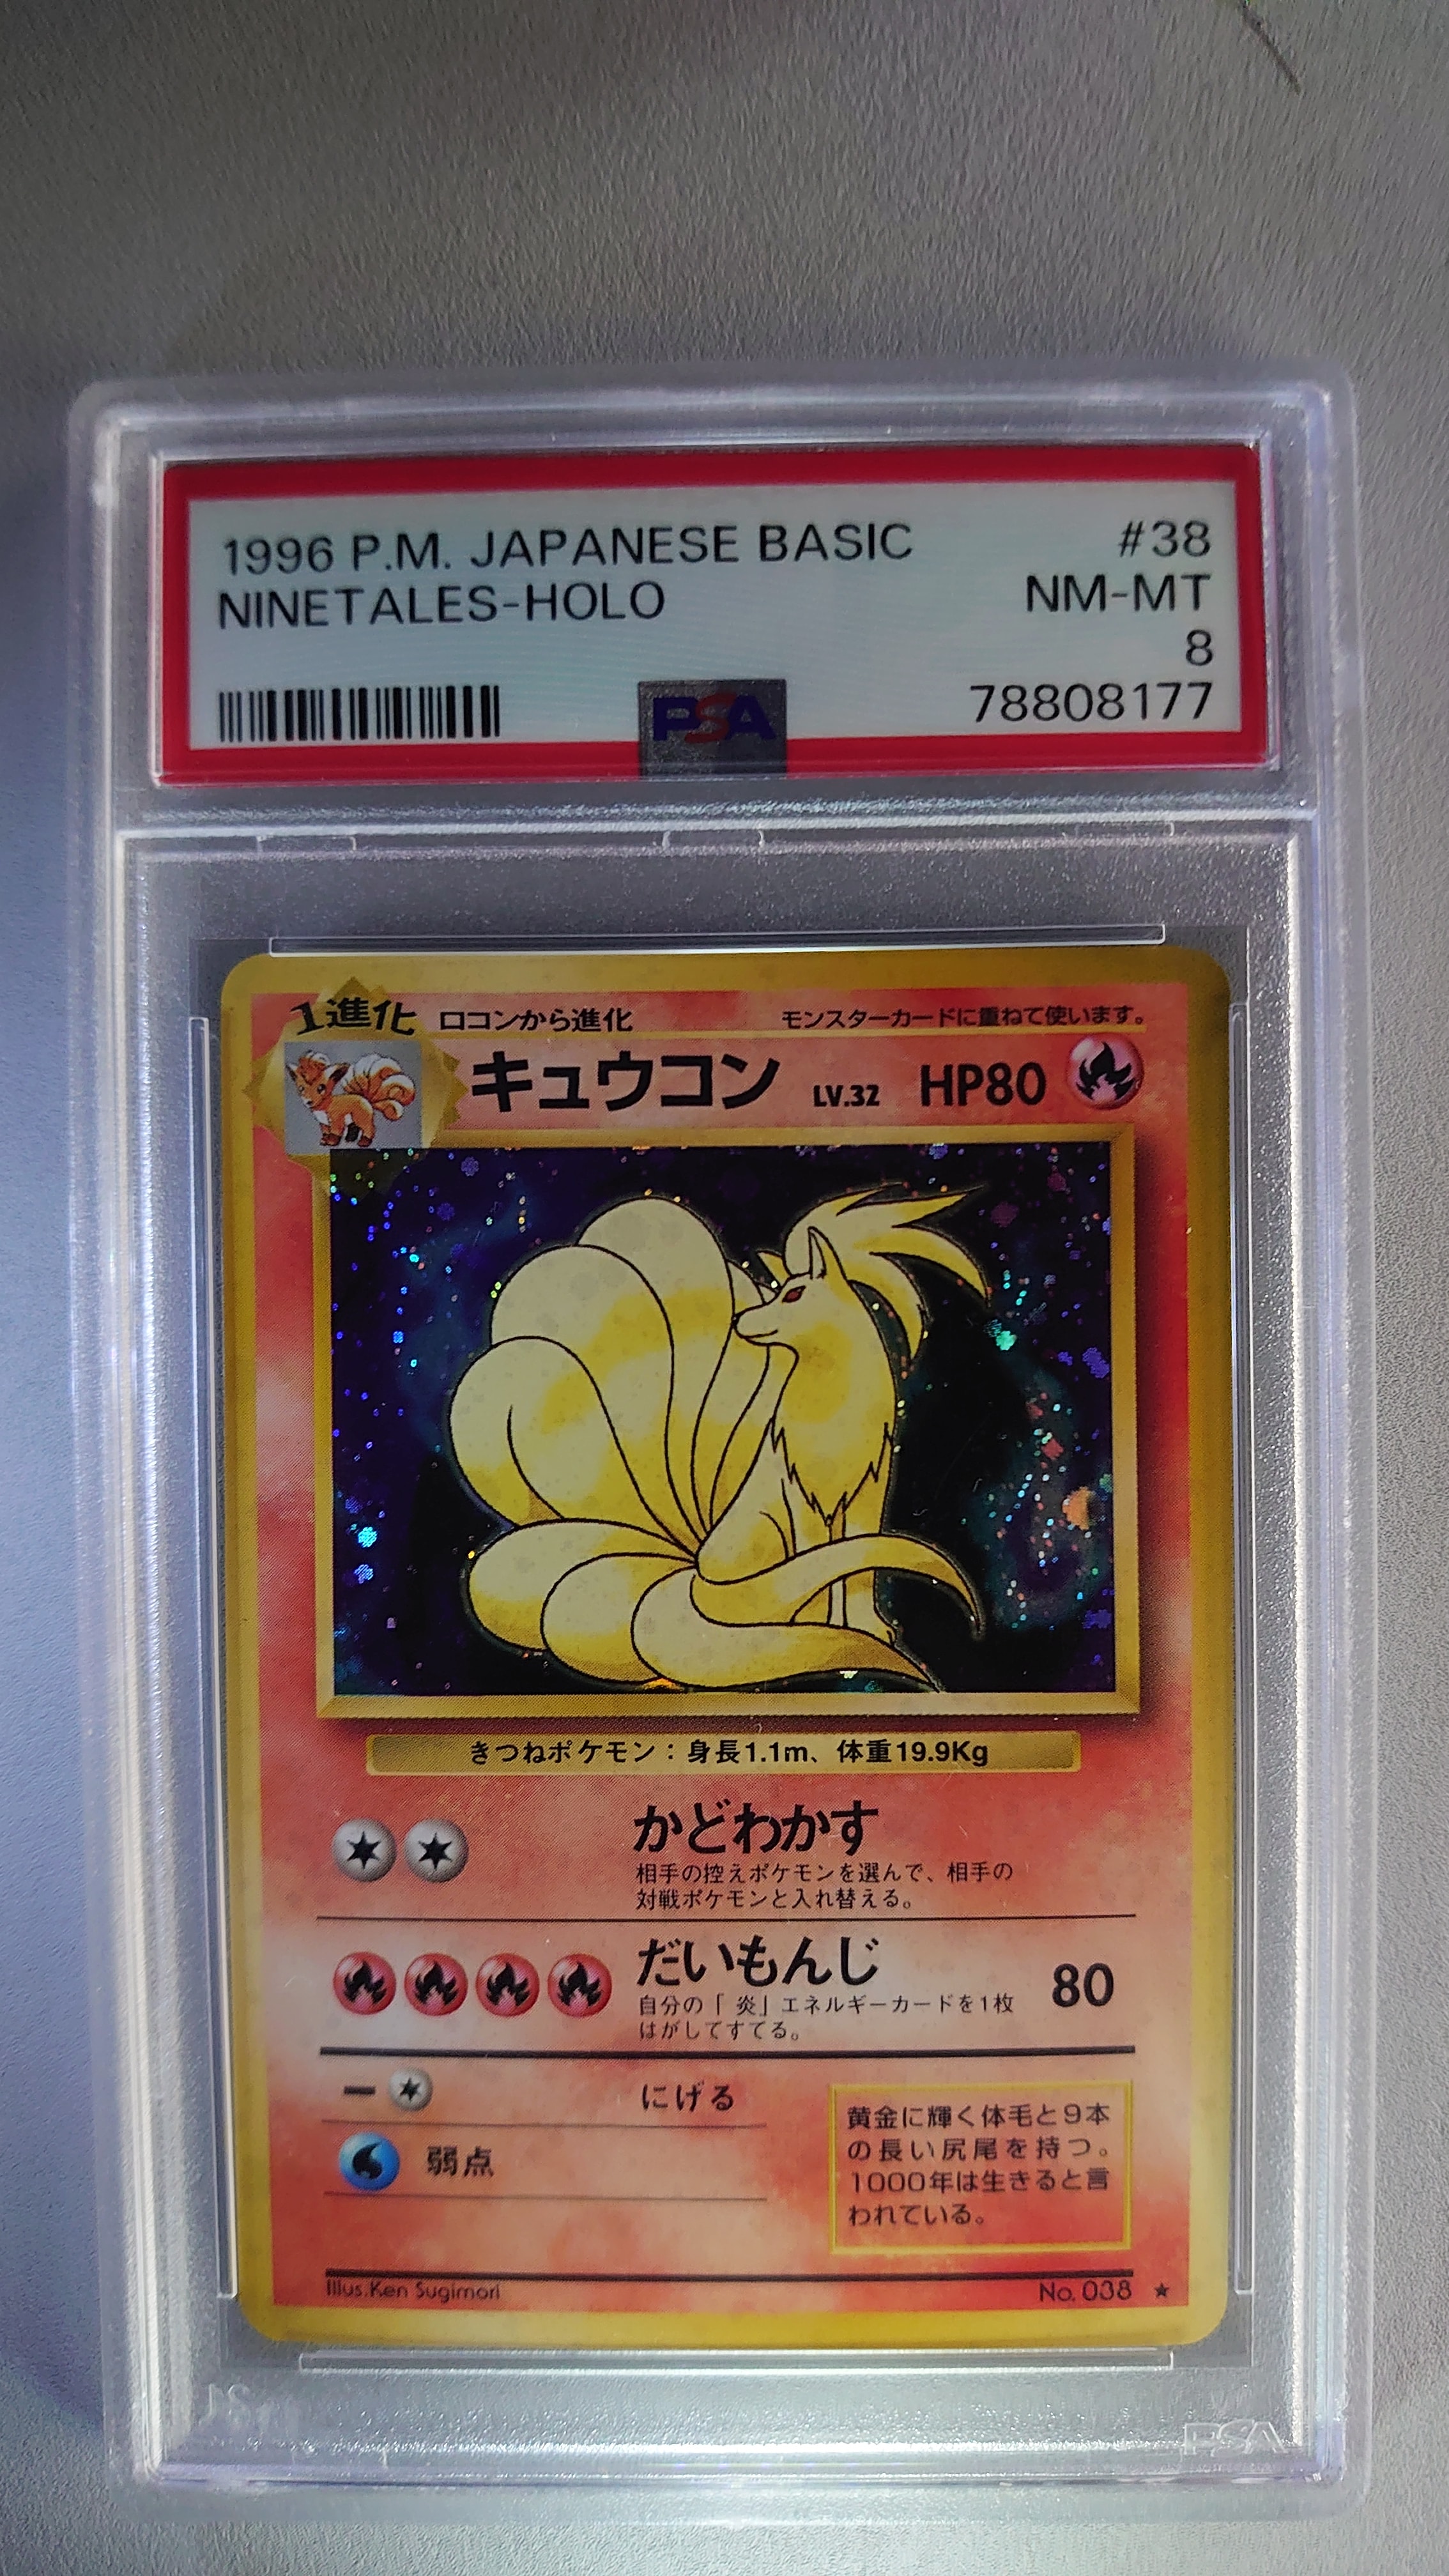 1996 P.M. JAPANESE BASIC #38
NINETALES-HOLO NM-MT
8
PSA 78808177
1進化 ロコンから進化 モンスターカードに重ねて使います。
キュウコン LV.32 HP80
きつねポケモン：身長1.1m、体重19.9Kg
かどわかす
相手の控えポケモンを選んで、相手の
対戦ポケモンと入れ替える。
だいもんじ 80
自分の「 炎」エネルギーカードを1枚
はがしてすてる。
ー にげる
弱点
黄金に輝く体毛と9本
の長い尻尾を持つ。
1000年は生きると言
われている。
Illus.Ken Sugimori No. 038 ★
PSA